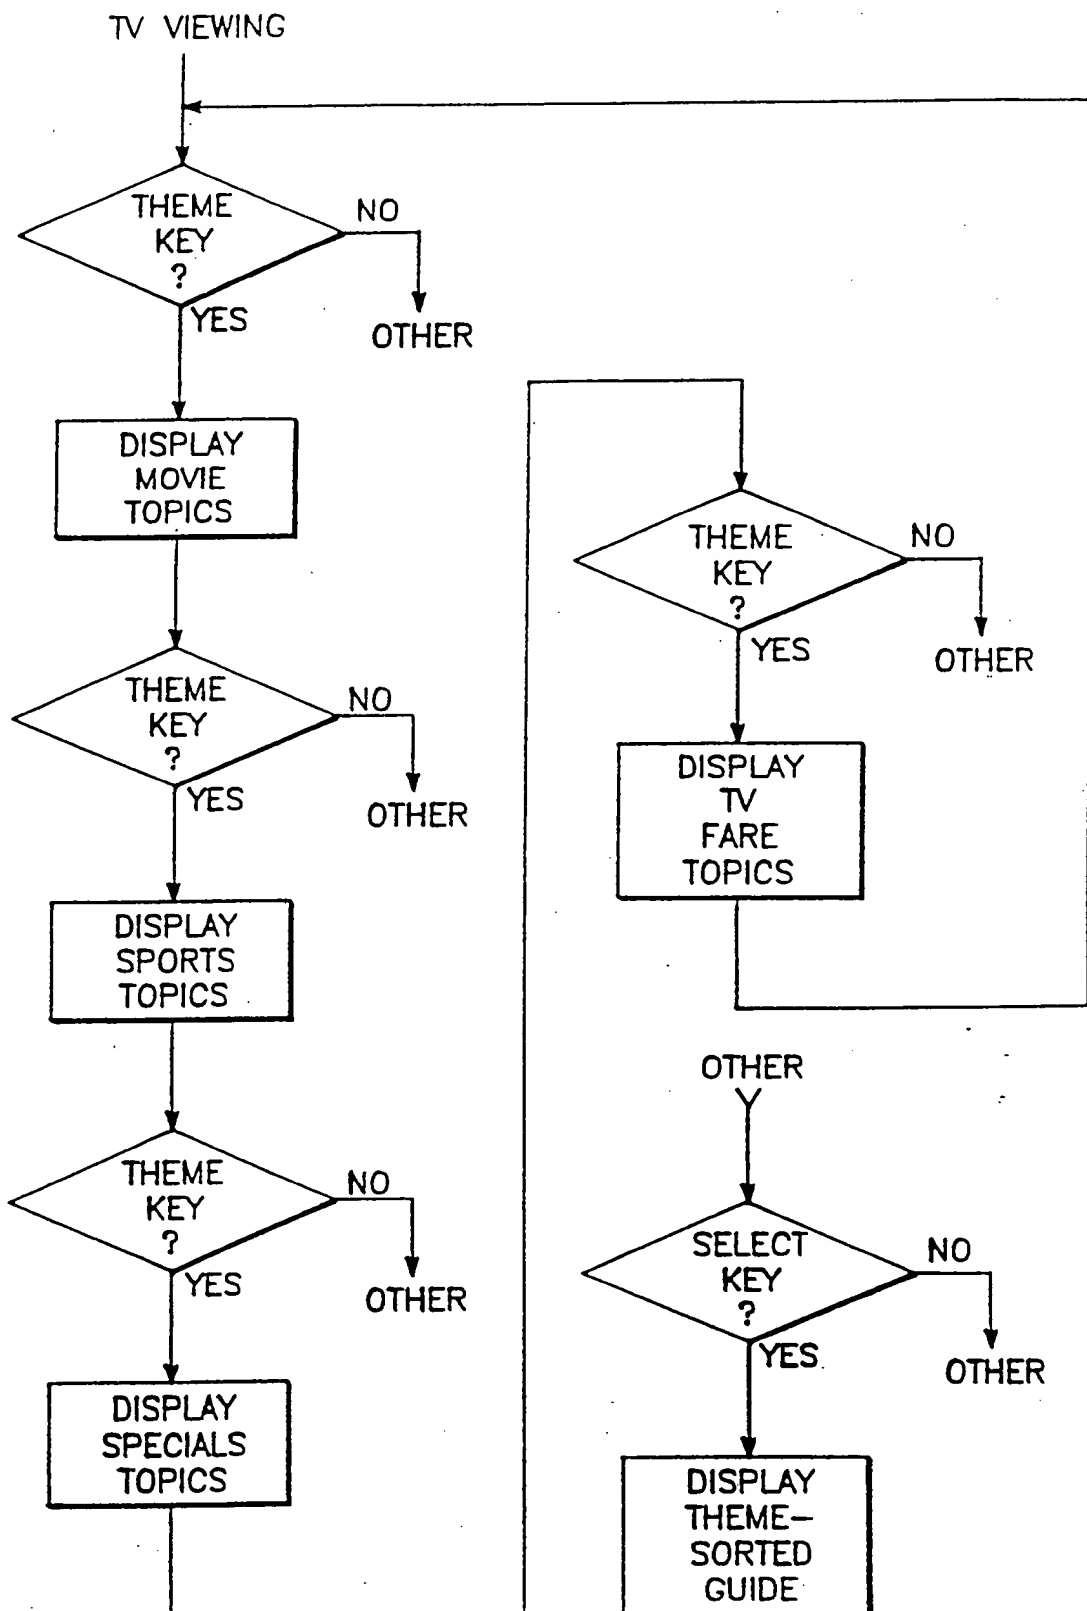 TV VIEWING
THEME
KEY
?
NO
YES
OTHER
DISPLAY
MOVIE
TOPICS
THEME
KEY
?
NO
YES
OTHER
DISPLAY
SPORTS
TOPICS
THEME
KEY
?
NO
YES
OTHER
DISPLAY
SPECIALS
TOPICS
THEME
KEY
?
NO
YES
OTHER
DISPLAY
TV
FARE
TOPICS
OTHER
SELECT
KEY
?
NO
YES
OTHER
DISPLAY
THEME-
SORTED
GUIDE